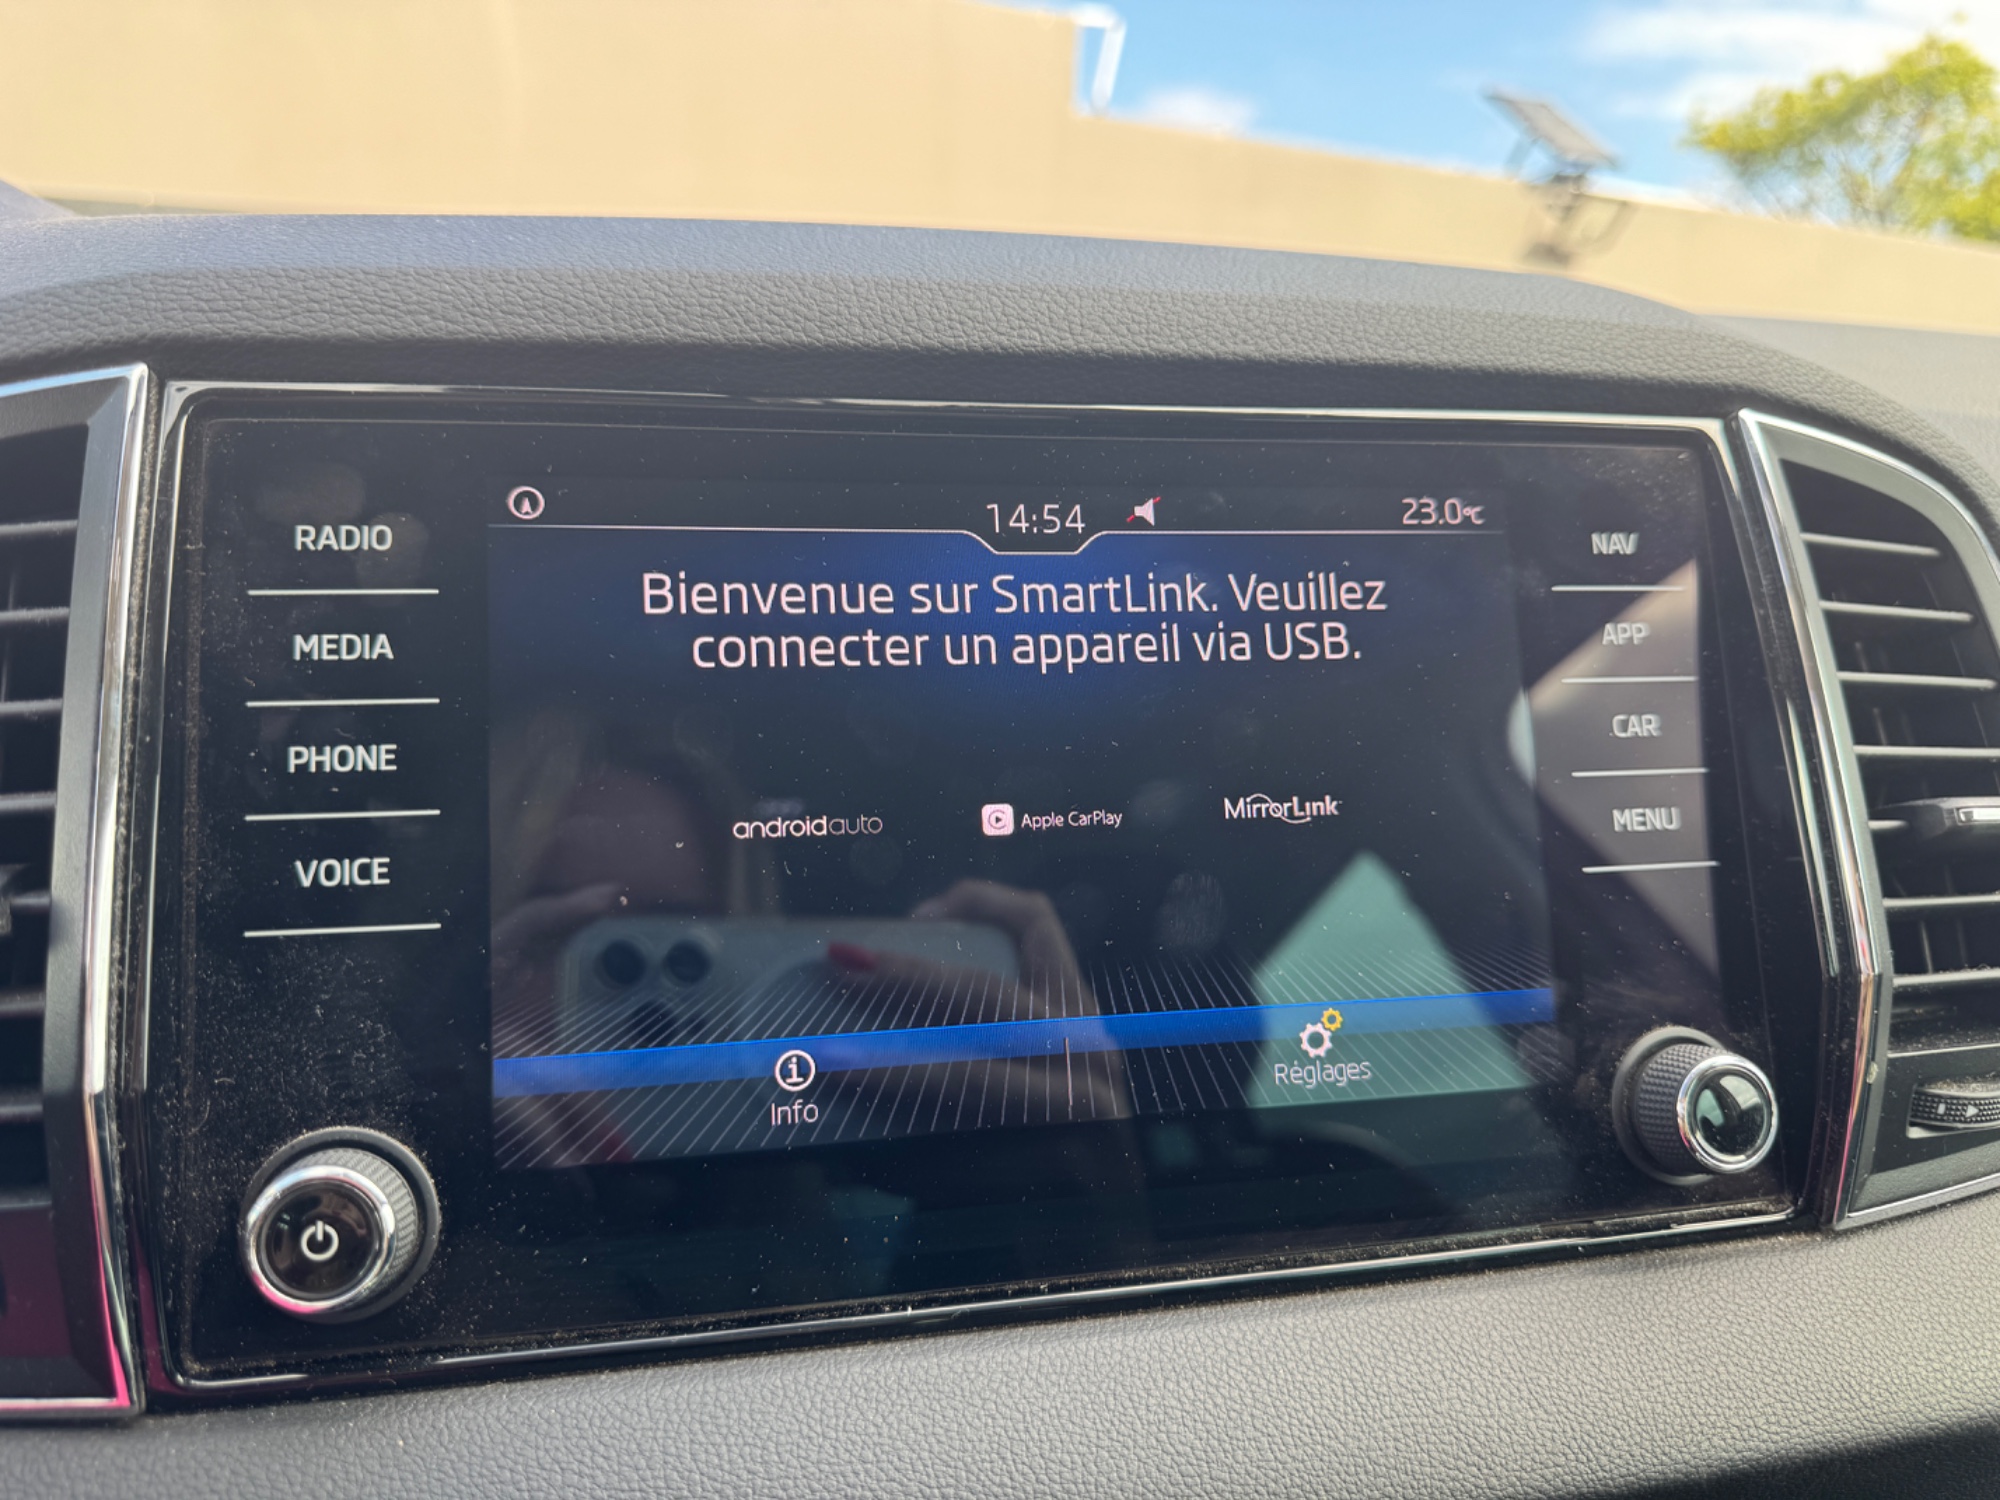 14:54
23.0°C
RADIO
MEDIA
PHONE
VOICE
Bienvenue sur SmartLink. Veuillez
connecter un appareil via USB.
androidauto
Apple CarPlay
MirrorLink
Info
Réglages
NAV
APP
CAR
MENU